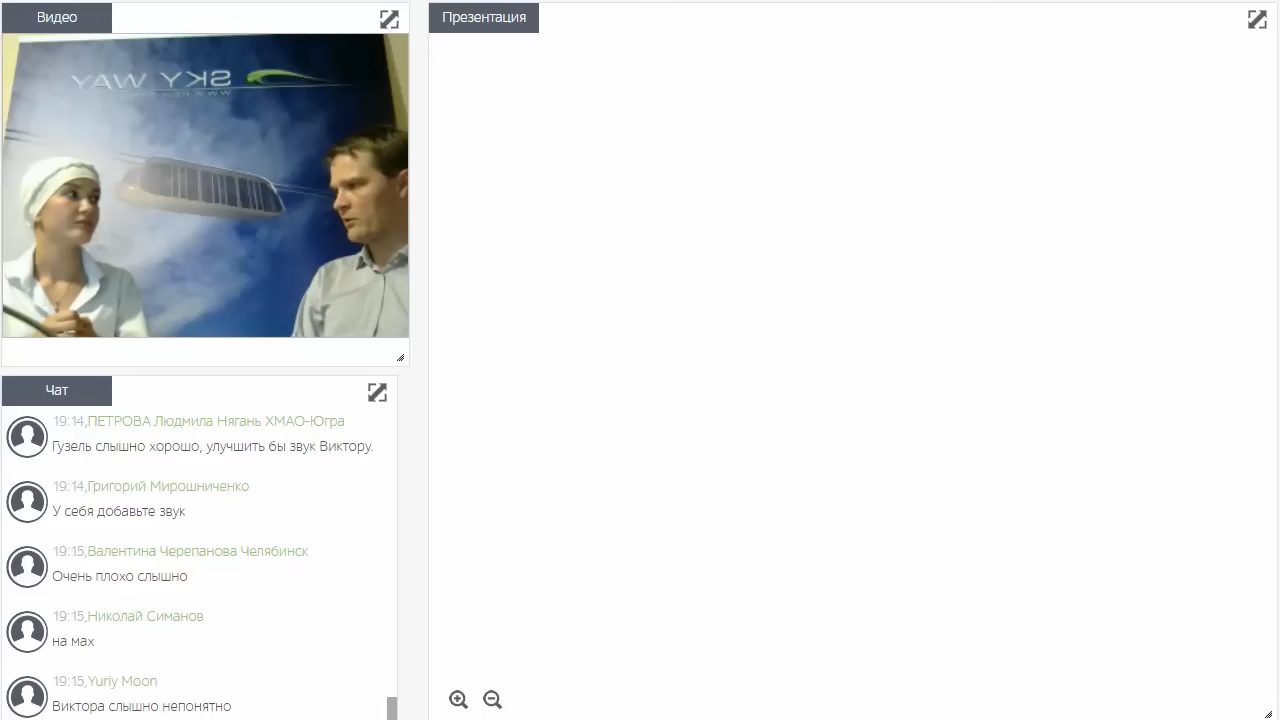 Видео
SKY WAY
Презентация
Чат
19:14,ПЕТРОВА Людмила Нягань ХМАО-Югра
Гузель слышно хорошо, улучшить бы звук Виктору.
19:14,Григорий Мирошниченко
У себя добавьте звук
19:15,Валентина Черепанова Челябинск
Очень плохо слышно
19:15,Николай Симанов
на мах
19:15,Yuriy Moon
Виктора слышно непонятно